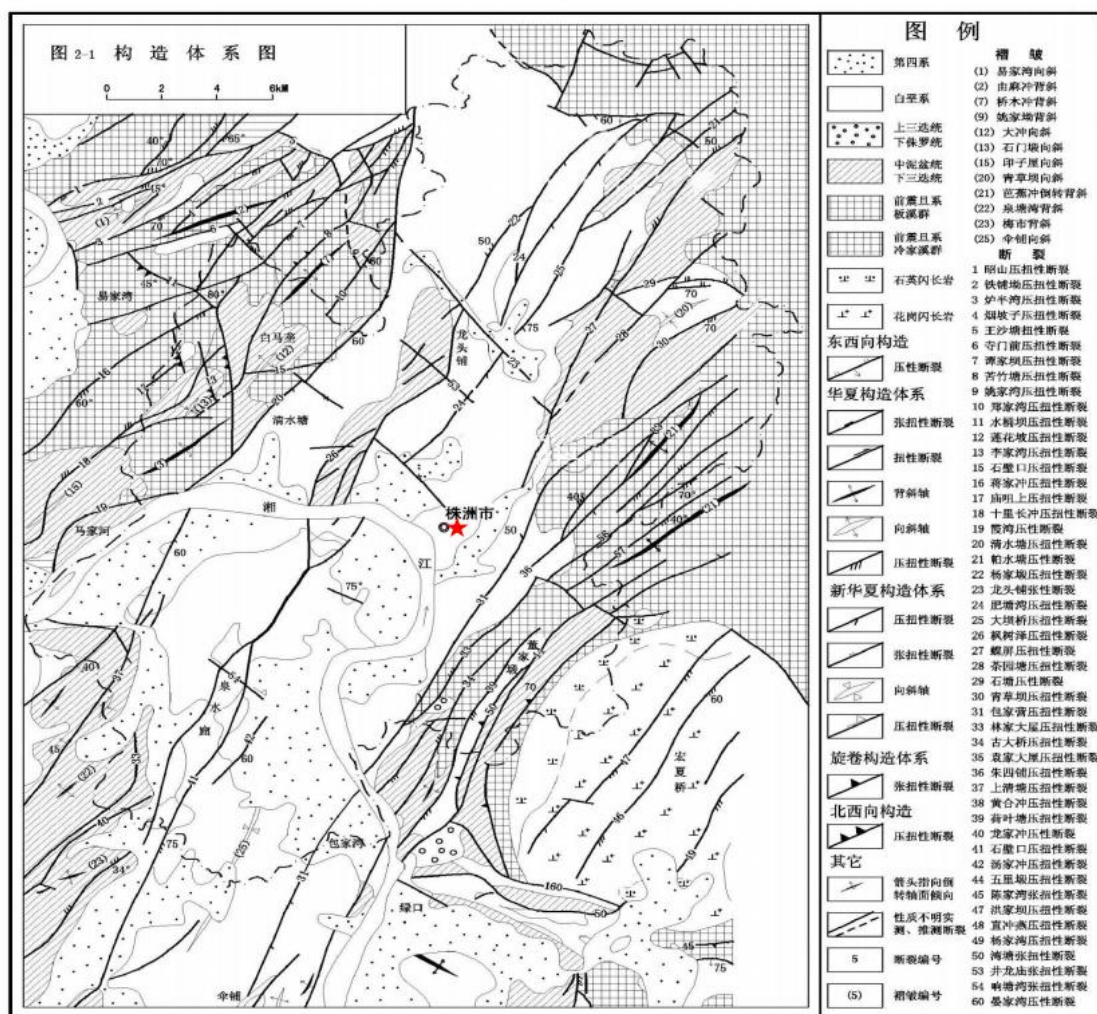 图 2-1 构造体系图
0 2 4 6km
易家湾
白马垄
龙头铺
清水塘
马家河
湘
江
株洲市
董家塅
泉水窟
宏夏桥
包家湾
绿口
伞铺
图例
第四系
白垩系
上三迭统
下侏罗统
中泥盆统
下三迭统
前震旦系
板溪群
前震旦系
冷家溪群
石英闪长岩
花岗闪长岩
东西向构造
压性断裂
华夏构造体系
张扭性断裂
扭性断裂
背斜轴
向斜轴
压扭性断裂
新华夏构造体系
压扭性断裂
张扭性断裂
向斜轴
压扭性断裂
旋卷构造体系
张扭性断裂
北西向构造
压扭性断裂
其它
箭头指向倒
转轴面倾向
性质不明实
测、推测断裂
5 断裂编号
(5) 褶皱编号
褶皱
(1) 易家湾向斜
(2) 由麻冲背斜
(7) 桥木冲背斜
(9) 姚家坳背斜
(12) 大冲向斜
(13) 石门塅向斜
(15) 印子屋向斜
(20) 青草坝向斜
(21) 芭蕉冲倒转背斜
(22) 泉塘湾背斜
(23) 梅市背斜
(25) 伞铺向斜
断裂
1 昭山压扭性断裂
2 铁铺坳压扭性断裂
3 炉半湾压扭性断裂
4 烟坡子压扭性断裂
5 王沙塘扭性断裂
6 寺门前压扭性断裂
7 谭家坝压扭性断裂
8 苦竹塘压扭性断裂
9 姚家湾压扭性断裂
10 郑家湾压扭性断裂
11 水楠坝压扭性断裂
12 莲花坡压扭性断裂
13 李家湾压扭性断裂
15 石壁口压扭性断裂
16 蒋家冲压扭性断裂
17 庙咀上压扭性断裂
18 十里长冲压扭性断裂
19 霞湾压性断裂
20 清水塘压扭性断裂
21 帕水塘压性断裂
22 杨家塅压扭性断裂
23 龙头铺张性断裂
24 肥塘湾压扭性断裂
25 大坝桥压扭性断裂
26 枫树泽压扭性断裂
27 螺屏压扭性断裂
28 茶园塘压扭性断裂
29 石塘压性断裂
30 青草坝压扭性断裂
31 包家营压扭性断裂
33 林家大屋压扭性断裂
34 古大桥压扭性断裂
35 袁家大屋压扭性断裂
36 朱四铺压扭性断裂
37 上清塘压扭性断裂
38 黄仓冲压扭性断裂
39 荷叶塘压扭性断裂
40 龙家冲压性断裂
41 石壁口压扭性断裂
42 汤家冲压扭性断裂
44 五里塅压扭性断裂
45 陈家湾张扭性断裂
47 洪家坝压扭性断裂
48 直冲燕压扭性断裂
49 杨家湾压扭性断裂
50 湾塘张扭性断裂
53 井龙庙张扭性断裂
54 响塘湾张扭性断裂
60 晏家湾压性断裂